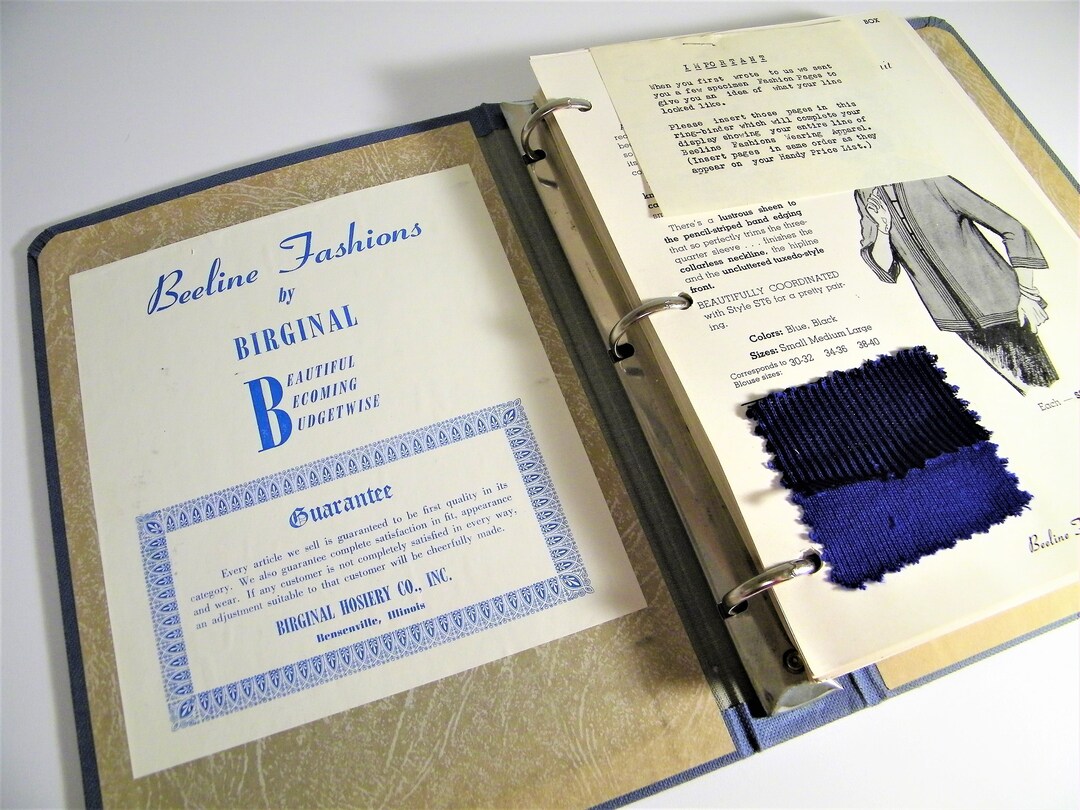 Beeline Fashions
by
BIRGINAL
BEAUTIFUL
ECOMING
UDGETWISE
Guarantee
Every article we sell is guaranteed to be first quality in its
category. We also guarantee complete satisfaction in fit, appearance
and wear. If any customer is not completely satisfied in every way,
an adjustment suitable to that customer will be cheerfully made.
BIRGINAL HOSIERY CO., INC.
Bensenville, Illinois
BOX
IMPORTANT
When you first wrote to us we sent
you a few specimen Fashion Pages to
give you an idea of what your line
looked like.
Please insert those pages in this
ring-binder which will complete your
display showing your entire line of
Beeline Fashions Wearing Apparel.
(Insert pages in same order as they
appear on your Handy Price List.)
There's a lustrous sheen to
the pencil-striped band edging
that so perfectly trims the three-
quarter sleeve . . . finishes the
collarless neckline, the hipline
and the uncluttered tuxedo-style
front.
BEAUTIFULLY COORDINATED
with Style ST6 for a pretty pair-
ing.
Colors: Blue, Black
Sizes: Small Medium Large
Corresponds to 30-32 34-36 38-40
Blouse sizes:
Each —
Beeline